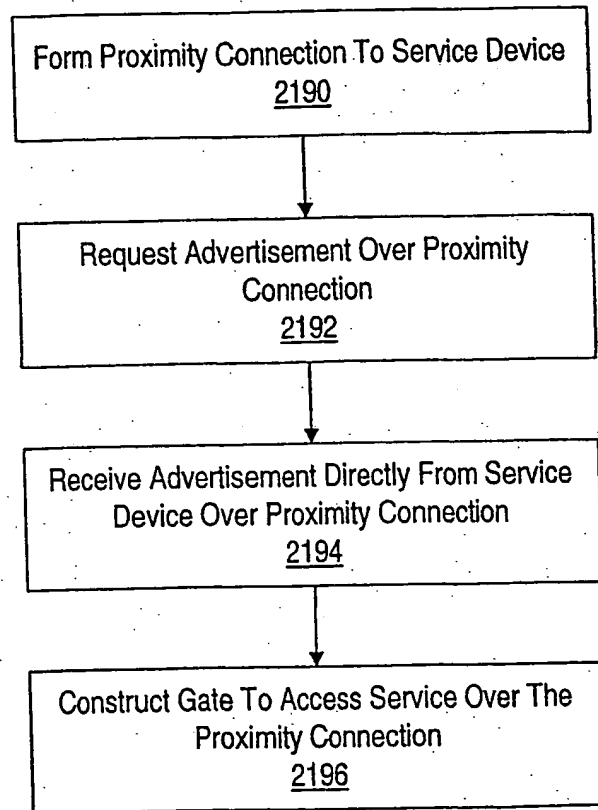 Form Proximity Connection To Service Device
2190
Request Advertisement Over Proximity
Connection
2192
Receive Advertisement Directly From Service
Device Over Proximity Connection
2194
Construct Gate To Access Service Over The
Proximity Connection
2196